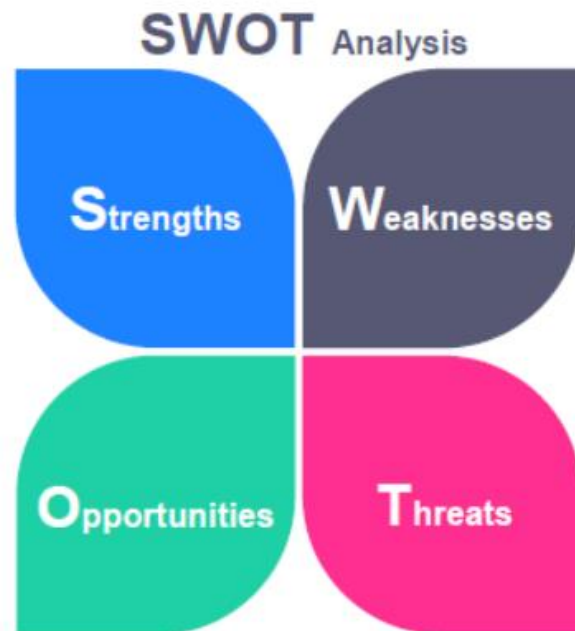 SWOT Analysis
Strengths
Weaknesses
Opportunities
Threats